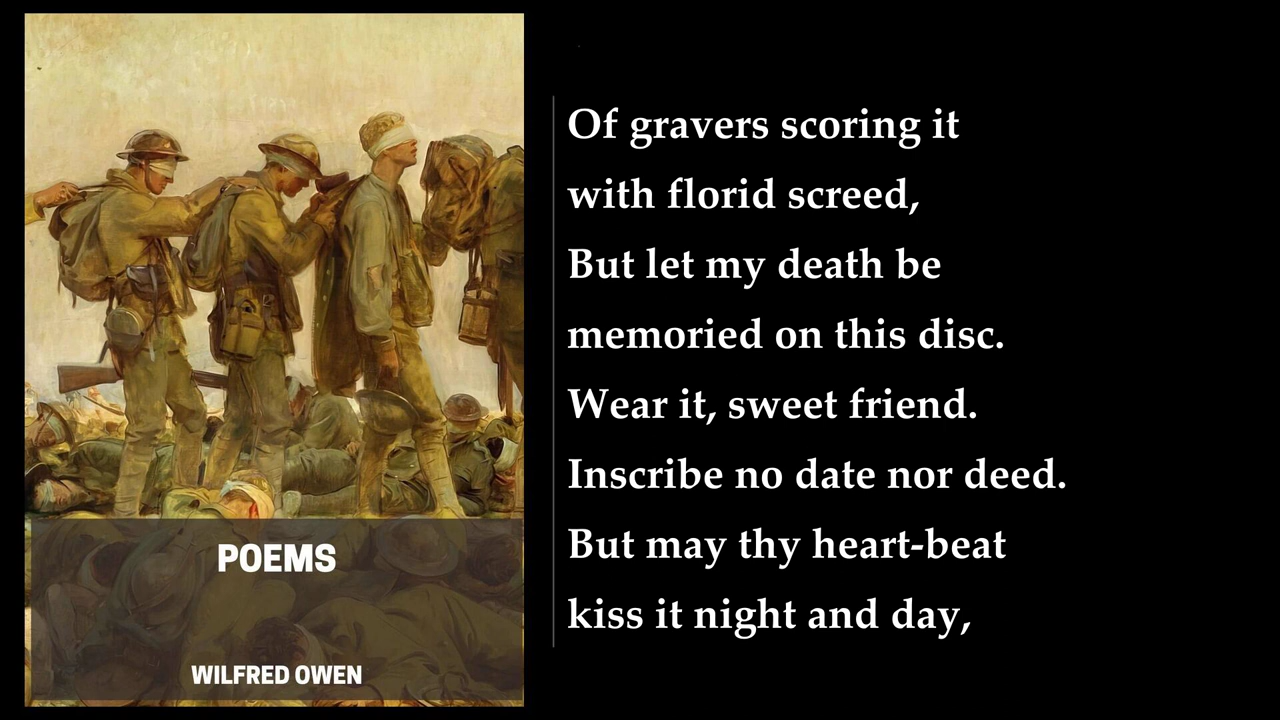 POEMS
WILFRED OWEN
Of gravers scoring it
with florid screed,
But let my death be
memoried on this disc.
Wear it, sweet friend.
Inscribe no date nor deed.
But may thy heart-beat
kiss it night and day,